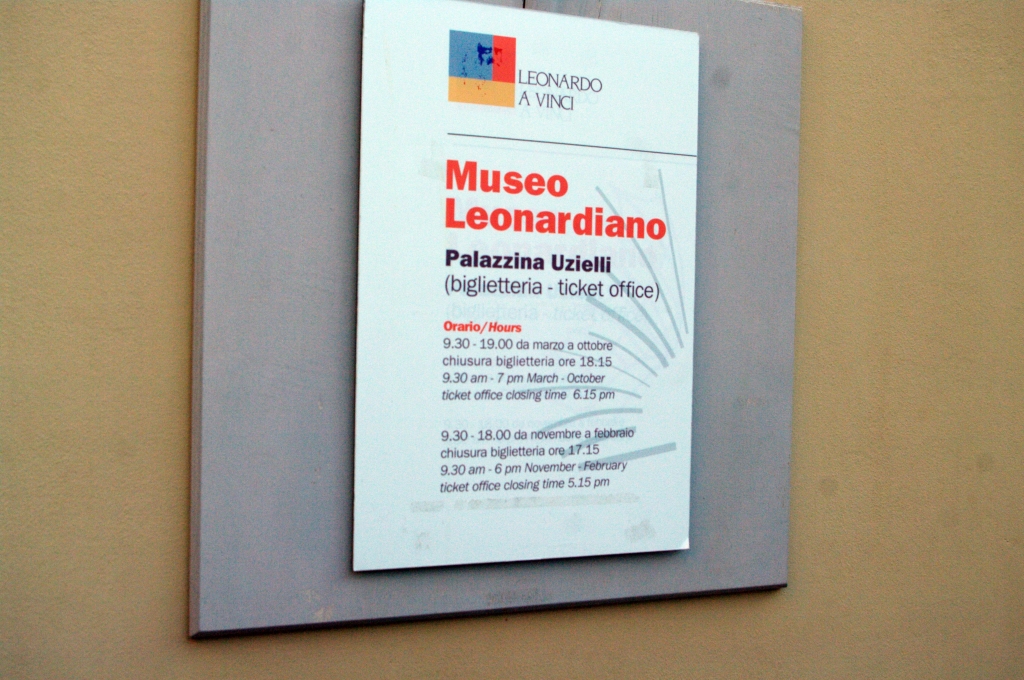 LEONARDO
A VINCI
Museo
Leonardiano
Palazzina Uzielli
(biglietteria - ticket office)
Orario/Hours
9.30 - 19.00 da marzo a ottobre
chiusura biglietteria ore 18.15
9.30 am - 7 pm March - October
ticket office closing time 6.15 pm
9.30 - 18.00 da novembre a febbraio
chiusura biglietteria ore 17.15
9.30 am - 6 pm November - February
ticket office closing time 5.15 pm